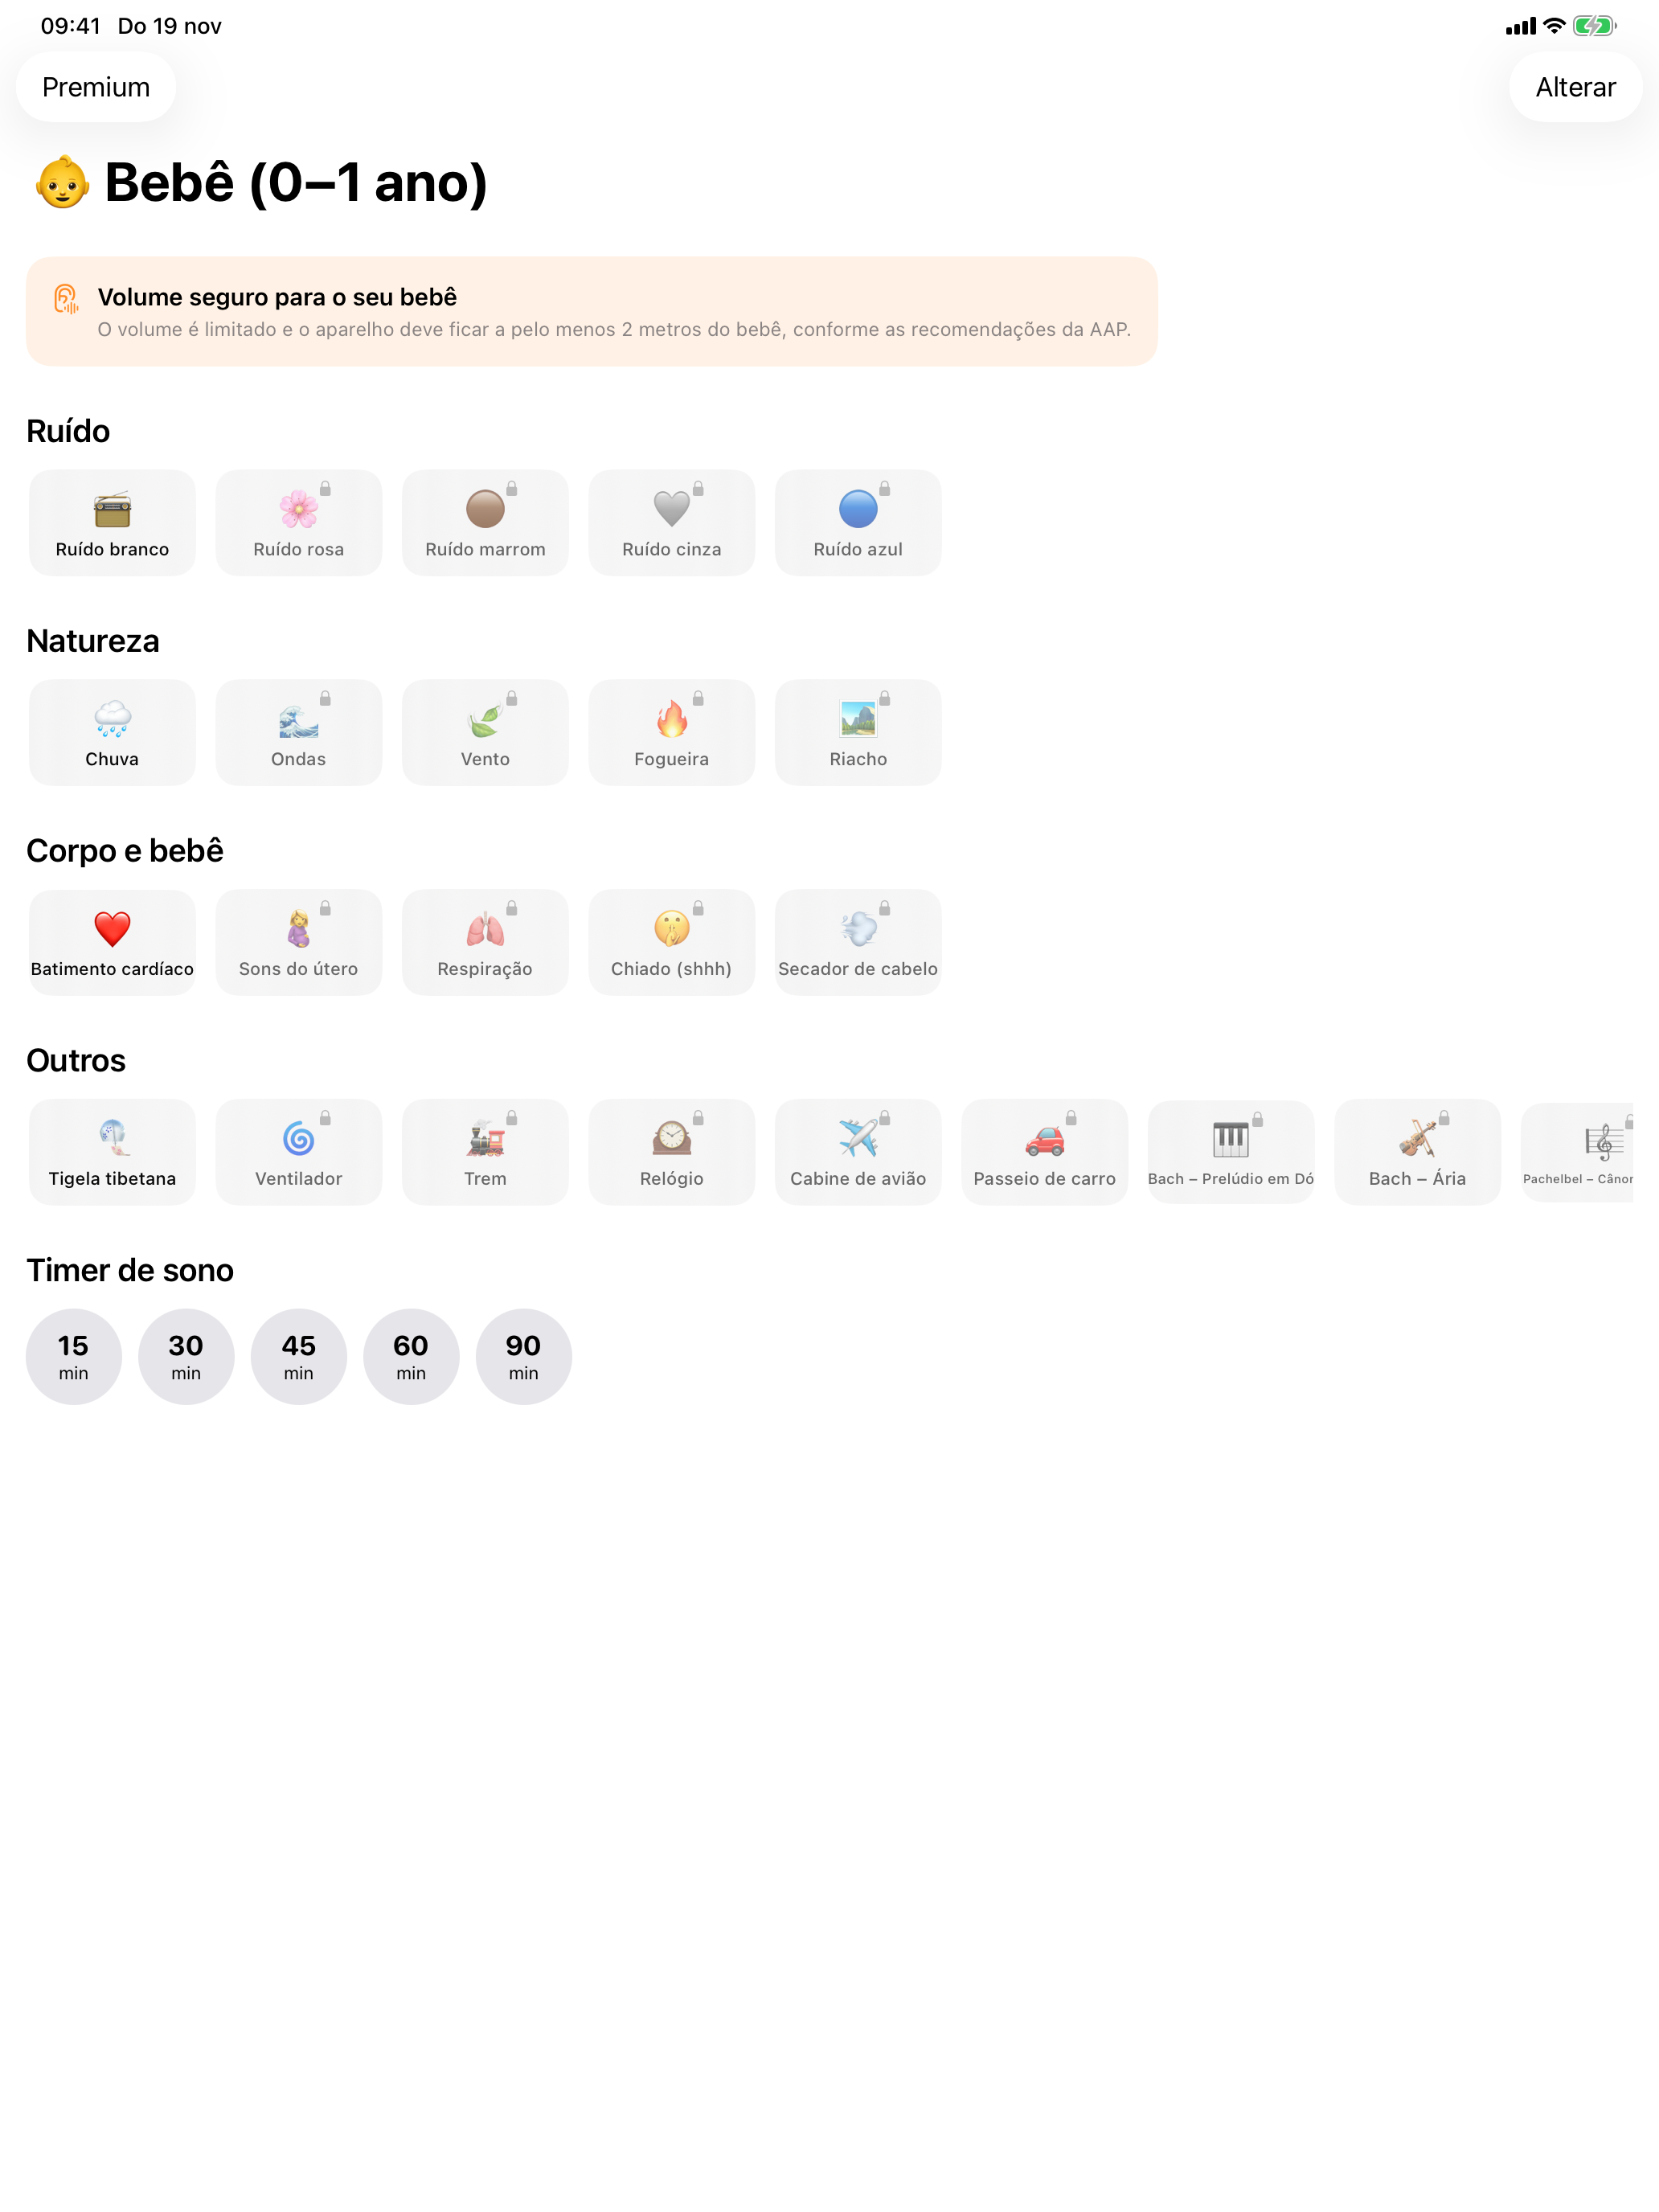 09:41 Do 19 nov
Premium
Alterar
Bebê (0–1 ano)
Volume seguro para o seu bebê
O volume é limitado e o aparelho deve ficar a pelo menos 2 metros do bebê, conforme as recomendações da AAP.
Ruído
Ruído branco
Ruído rosa
Ruído marrom
Ruído cinza
Ruído azul
Natureza
Chuva
Ondas
Vento
Fogueira
Riacho
Corpo e bebê
Batimento cardíaco
Sons do útero
Respiração
Chiado (shhh)
Secador de cabelo
Outros
Tigela tibetana
Ventilador
Trem
Relógio
Cabine de avião
Passeio de carro
Bach – Prelúdio em Dó
Bach – Ária
Pachelbel –
Timer de sono
15 min
30 min
45 min
60 min
90 min